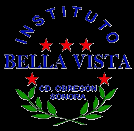 INSTITUTO
BELLA VISTA
CD. OBREGON
SONORA